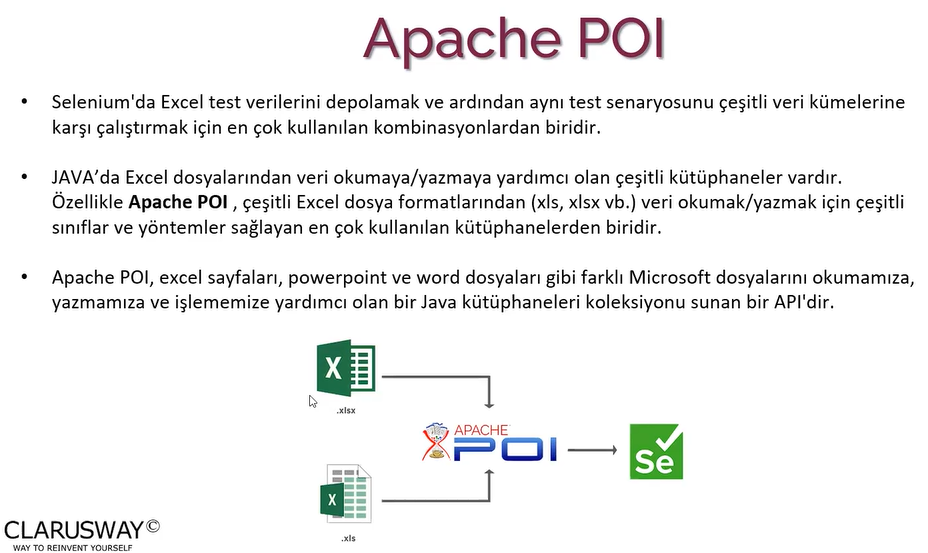 Apache POI
• Selenium'da Excel test verilerini depolamak ve ardından aynı test senaryosunu çeşitli veri kümelerine
karşı çalıştırmak için en çok kullanılan kombinasyonlardan biridir.
• JAVA’da Excel dosyalarından veri okumaya/yazmaya yardımcı olan çeşitli kütüphaneler vardır.
Özellikle Apache POI , çeşitli Excel dosya formatlarından (xls, xlsx vb.) veri okumak/yazmak için çeşitli
sınıflar ve yöntemler sağlayan en çok kullanılan kütüphanelerden biridir.
• Apache POI, excel sayfaları, powerpoint ve word dosyaları gibi farklı Microsoft dosyalarını okumamıza,
yazmamıza ve işlememize yardımcı olan bir Java kütüphaneleri koleksiyonu sunan bir API'dir.
X
.xlsx
APACHE
POI
Se
X
.xls
CLARUSWAY©
WAY TO REINVENT YOURSELF